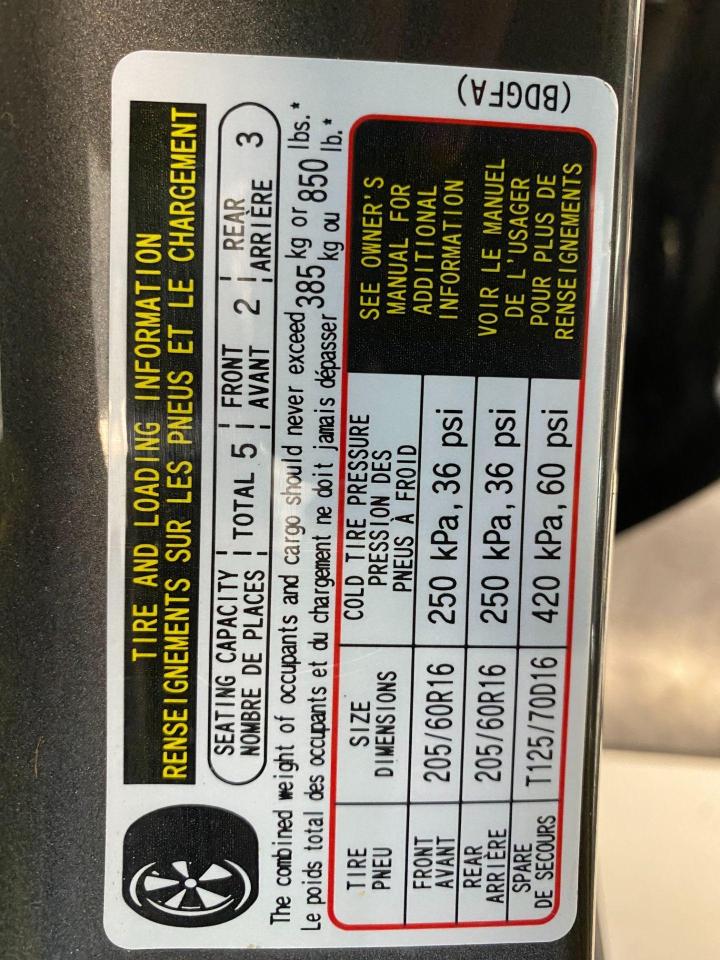 TIRE AND LOADING INFORMATION
RENSEIGNEMENTS SUR LES PNEUS ET LE CHARGEMENT
SEATING CAPACITY | TOTAL 5 | FRONT 2 | REAR 3
NOMBRE DE PLACES | AVANT | ARRIÈRE
The combined weight of occupants and cargo should never exceed 385 kg or 850 lbs.*
Le poids total des occupants et du chargement ne doit jamais dépasser kg ou lb.*
TIRE SIZE COLD TIRE PRESSURE
PNEU DIMENSIONS PRESSION DES
PNEUS À FROID
FRONT 205/60R16 250 kPa, 36 psi
AVANT
REAR 205/60R16 250 kPa, 36 psi
ARRIÈRE
SPARE T125/70D16 420 kPa, 60 psi
DE SECOURS
SEE OWNER'S
MANUAL FOR
ADDITIONAL
INFORMATION
VOIR LE MANUEL
DE L'USAGER
POUR PLUS DE
RENSEIGNEMENTS
(BDGFA)